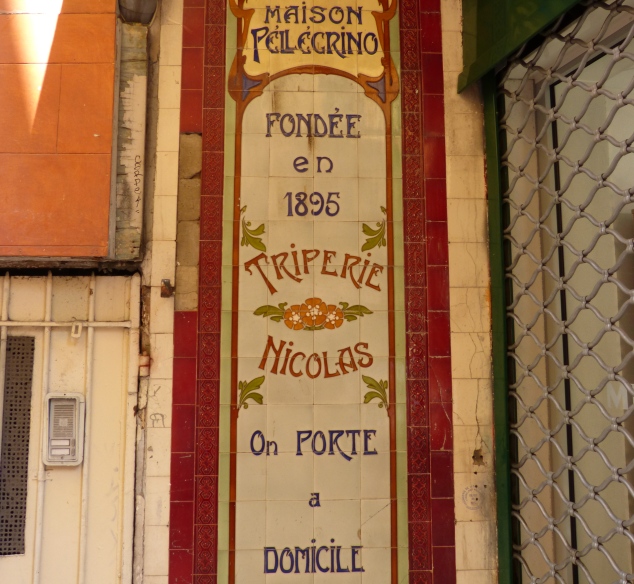 MAISON
PELLEGRINO
FONDÉE
en
1895
TRIPERIE
NICOLAS
On PORTE
a
DOMICILE
M